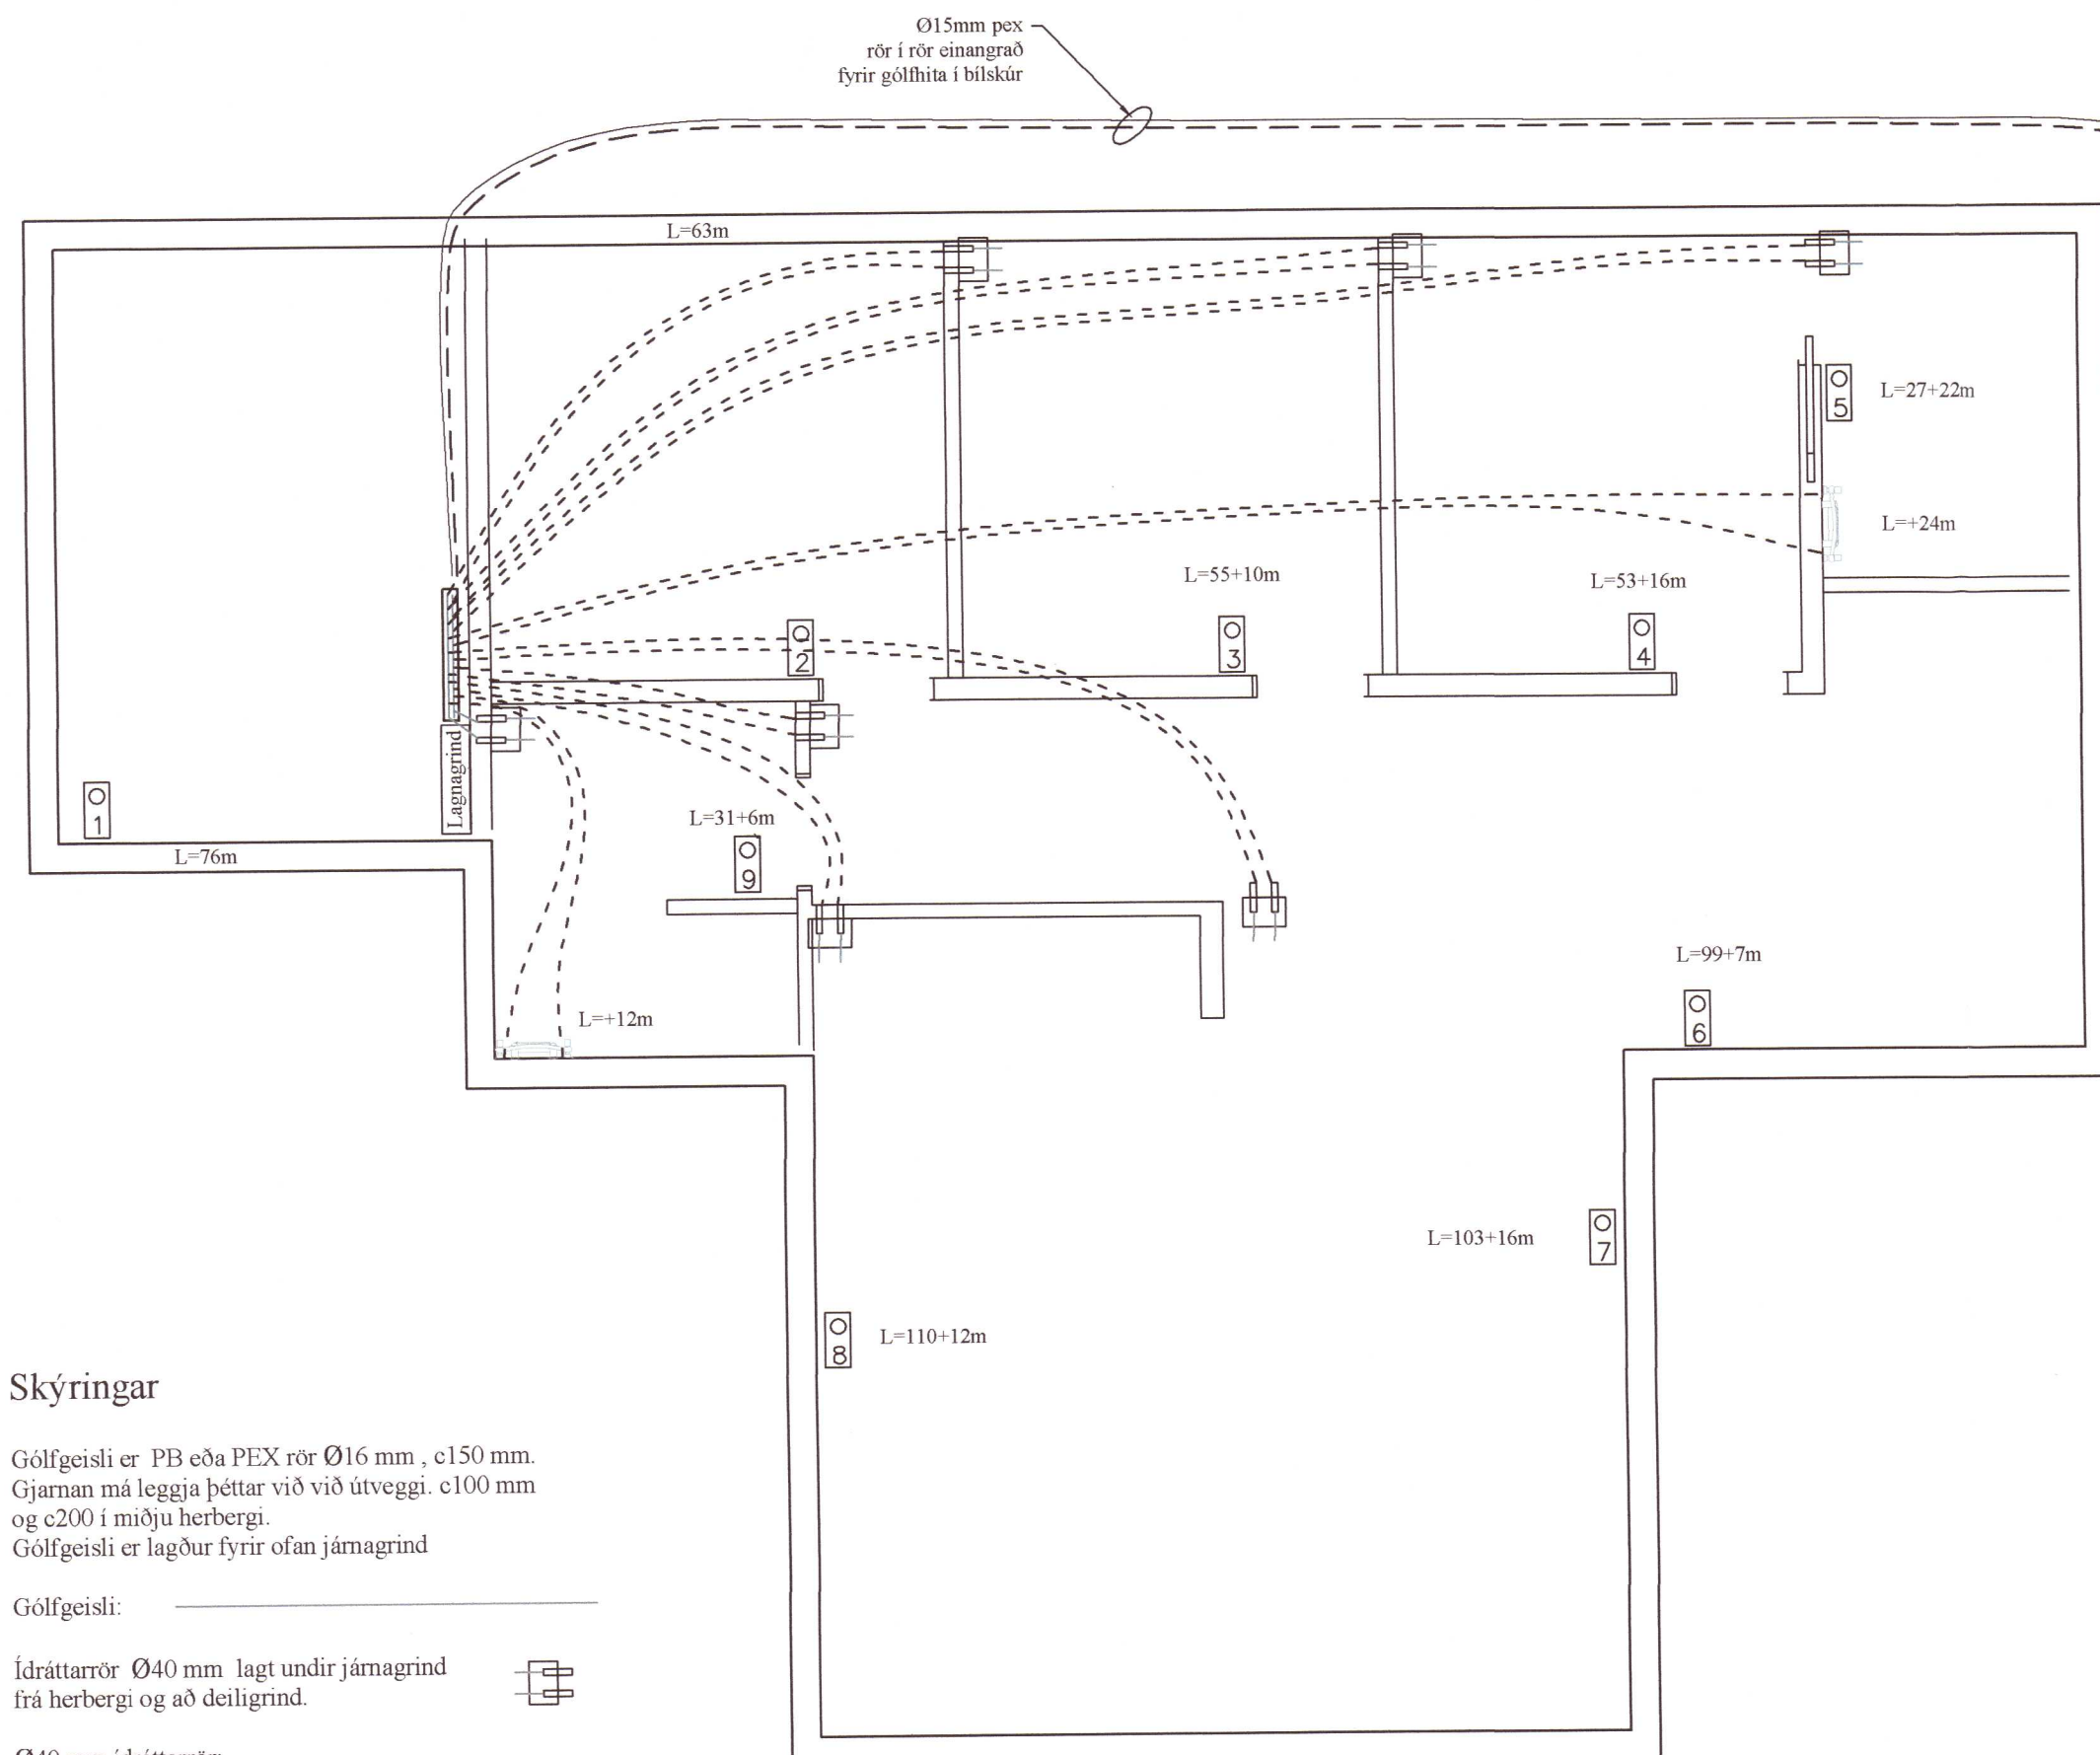 Ø15mm pex
rör í rör einangrað
fyrir gólfhita í bílskúr
L=63m
5
L=27+22m
L=+24m
L=55+10m
L=53+16m
2
3
4
Lagnagrind
1
L=76m
L=31+6m
9
L=+12m
L=99+7m
6
L=103+16m
7
8
L=110+12m
Skýringar
Gólfgeisli er PB eða PEX rör Ø16 mm , c150 mm.
Gjarnan má leggja þéttar við við útveggi. c100 mm
og c200 í miðju herbergi.
Gólfgeisli er lagður fyrir ofan járnagrind
Gólfgeisli:
Ídráttarrör Ø40 mm lagt undir járnagrind
frá herbergi og að deiligrind.